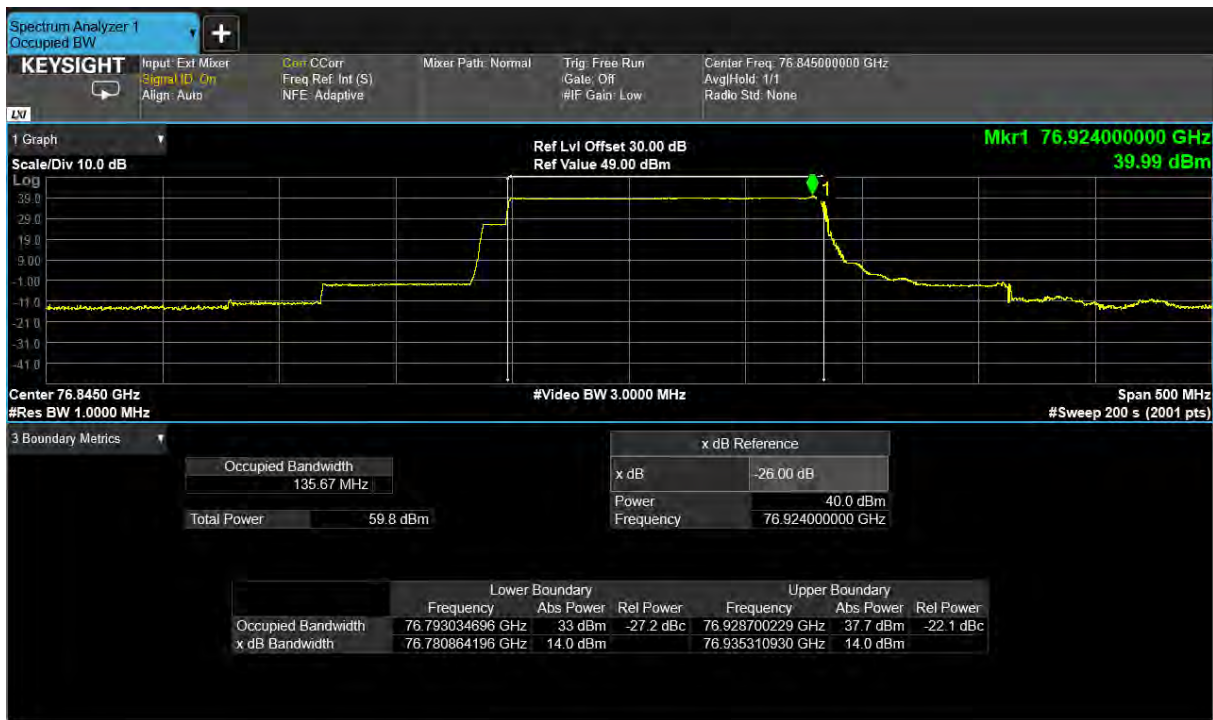 Spectrum Analyzer 1
Occupied BW
+
KEYSIGHT
Input: Ext Mixer
Signal ID: On
Align: Auto
Corr CCorr
Freq Ref: Int (S)
NFE: Adaptive
Mixer Path: Normal
Trig: Free Run
Gate: Off
#IF Gain: Low
Center Freq: 76.845000000 GHz
Avg|Hold: 1/1
Radio Std: None
LXI
1 Graph
Scale/Div 10.0 dB
Log
Ref Lvl Offset 30.00 dB
Ref Value 49.00 dBm
Mkr1 76.924000000 GHz
39.99 dBm
1
39.0
29.0
19.0
9.00
-1.00
-11.0
-21.0
-31.0
-41.0
Center 76.8450 GHz
#Video BW 3.0000 MHz
Span 500 MHz
#Res BW 1.0000 MHz
#Sweep 200 s (2001 pts)
3 Boundary Metrics
Occupied Bandwidth
135.67 MHz
Total Power 59.8 dBm
x dB Reference
x dB -26.00 dB
Power 40.0 dBm
Frequency 76.924000000 GHz
Lower Boundary Upper Boundary
Frequency Abs Power Rel Power Frequency Abs Power Rel Power
Occupied Bandwidth 76.793034696 GHz 33 dBm -27.2 dBc 76.928700229 GHz 37.7 dBm -22.1 dBc
x dB Bandwidth 76.780864196 GHz 14.0 dBm 76.935310930 GHz 14.0 dBm